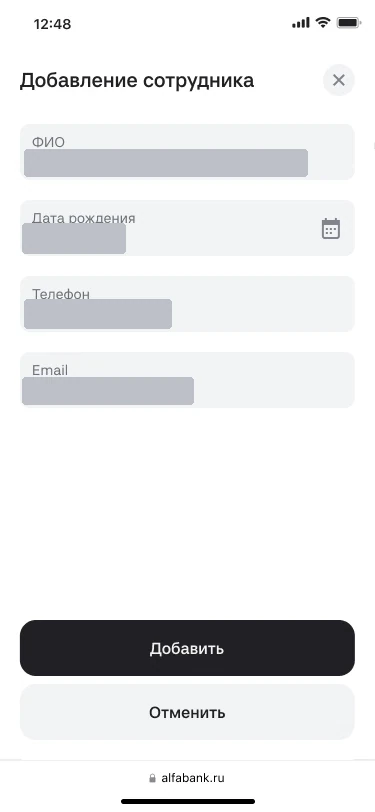 12:48
Добавление сотрудника
ФИО
Дата рождения
Телефон
Email
Добавить
Отменить
alfabank.ru